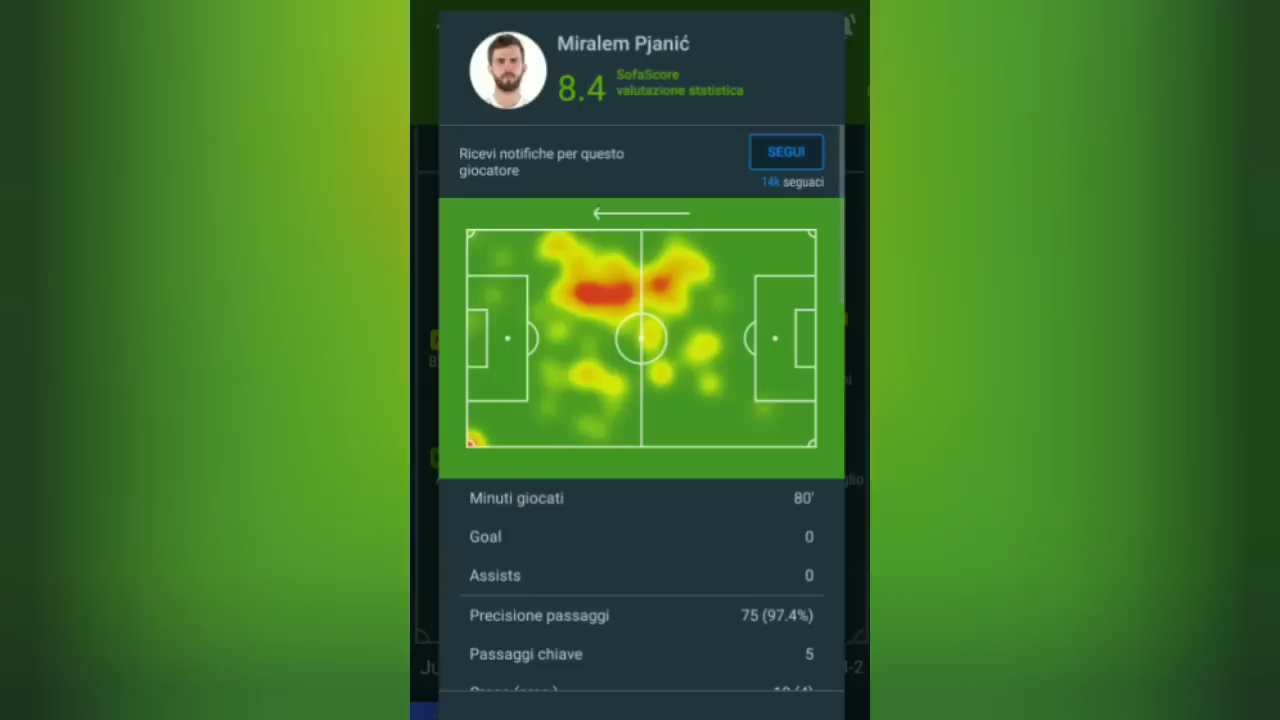 Miralem Pjanić
8.4
SofaScore
valutazione statistica
Ricevi notifiche per questo
giocatore
SEGUI
14k seguaci
Minuti giocati 80'
Goal 0
Assists 0
Precisione passaggi 75 (97.4%)
Passaggi chiave 5